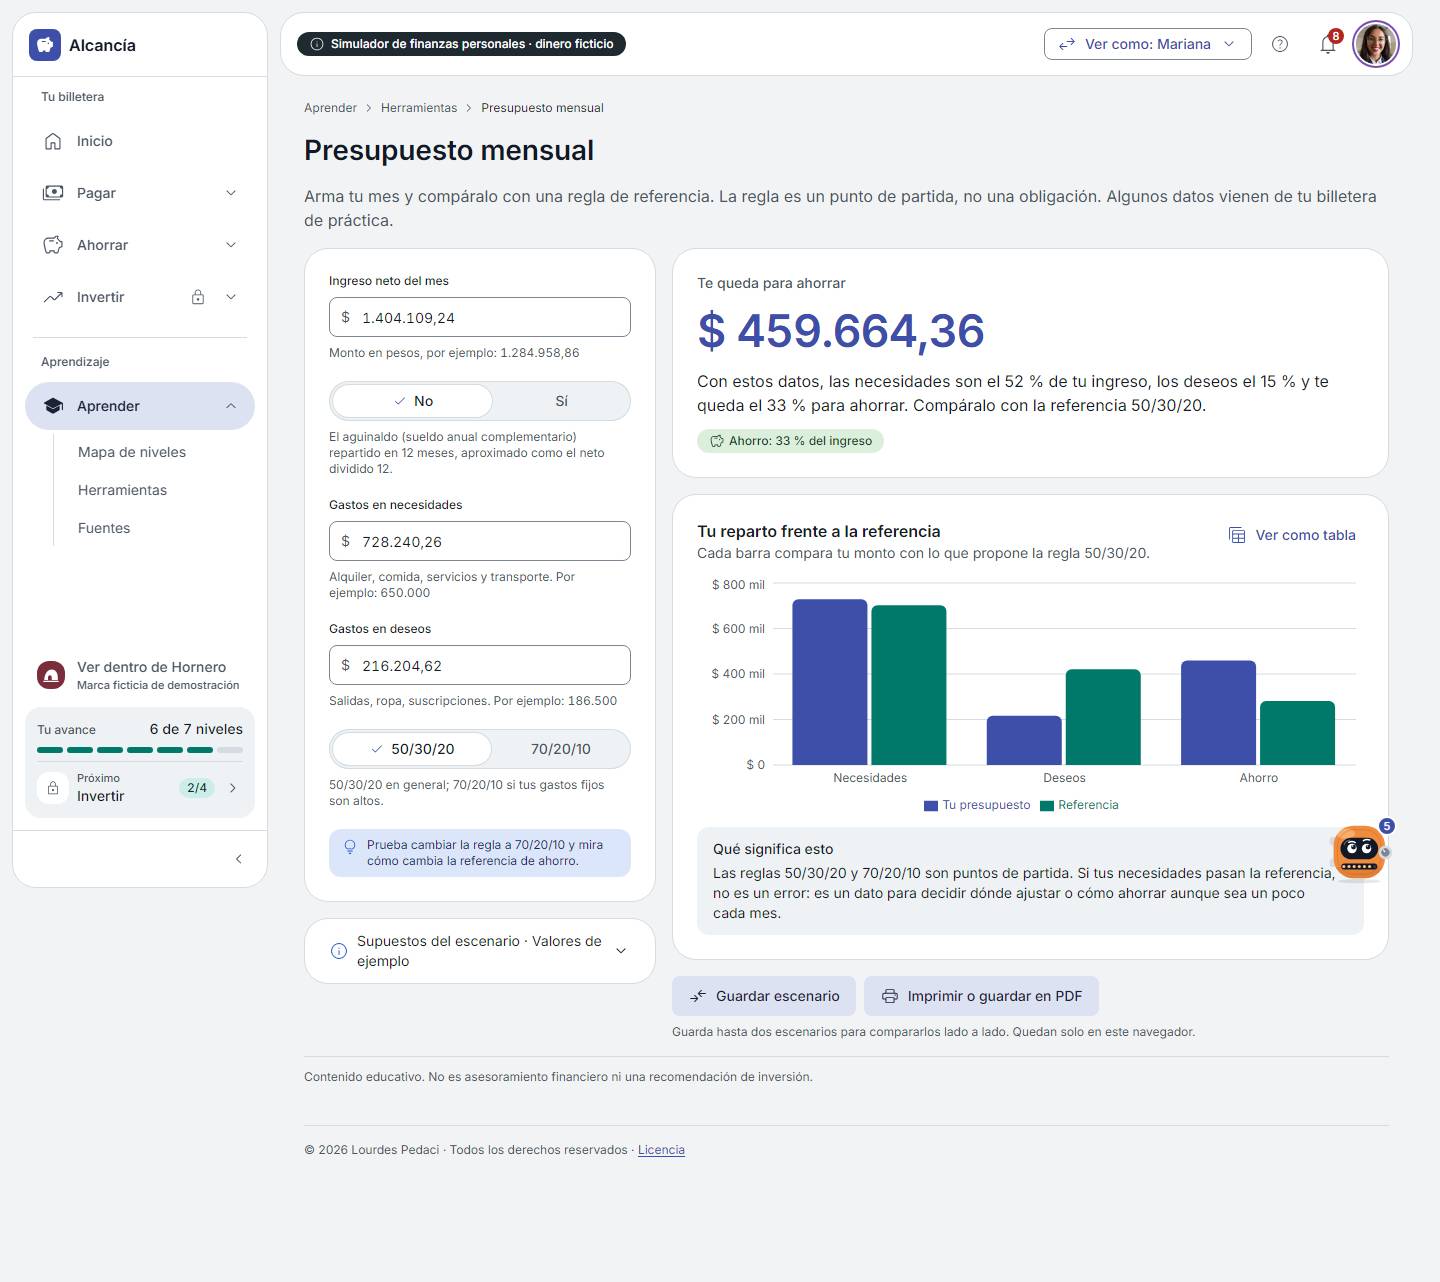 Alcancía
Tu billetera
Inicio
Pagar
Ahorrar
Invertir
Aprendizaje
Aprender
Mapa de niveles
Herramientas
Fuentes
Ver dentro de Hornero
Marca ficticia de demostración
Tu avance
6 de 7 niveles
Próximo
Invertir
2/4
Simulador de finanzas personales · dinero ficticio
Ver como: Mariana
8
Aprender
Herramientas
Presupuesto mensual
Presupuesto mensual
Arma tu mes y compáralo con una regla de referencia. La regla es un punto de partida, no una obligación. Algunos datos vienen de tu billetera
de práctica.
Ingreso neto del mes
$ 1.404.109,24
Monto en pesos, por ejemplo: 1.284.958,86
No
Sí
El aguinaldo (sueldo anual complementario)
repartido en 12 meses, aproximado como el neto
dividido 12.
Gastos en necesidades
$ 728.240,26
Alquiler, comida, servicios y transporte. Por
ejemplo: 650.000
Gastos en deseos
$ 216.204,62
Salidas, ropa, suscripciones. Por ejemplo: 186.500
50/30/20
70/20/10
50/30/20 en general; 70/20/10 si tus gastos fijos
son altos.
Prueba cambiar la regla a 70/20/10 y mira
cómo cambia la referencia de ahorro.
Supuestos del escenario · Valores de
ejemplo
Te queda para ahorrar
$ 459.664,36
Con estos datos, las necesidades son el 52 % de tu ingreso, los deseos el 15 % y te
queda el 33 % para ahorrar. Compáralo con la referencia 50/30/20.
Ahorro: 33 % del ingreso
Tu reparto frente a la referencia
Cada barra compara tu monto con lo que propone la regla 50/30/20.
Ver como tabla
$ 800 mil
$ 600 mil
$ 400 mil
$ 200 mil
$ 0
Necesidades
Deseos
Ahorro
Tu presupuesto
Referencia
Qué significa esto
Las reglas 50/30/20 y 70/20/10 son puntos de partida. Si tus necesidades pasan la referencia,
no es un error: es un dato para decidir dónde ajustar o cómo ahorrar aunque sea un poco
cada mes.
5
Guardar escenario
Imprimir o guardar en PDF
Guarda hasta dos escenarios para compararlos lado a lado. Quedan solo en este navegador.
Contenido educativo. No es asesoramiento financiero ni una recomendación de inversión.
© 2026 Lourdes Pedaci · Todos los derechos reservados · Licencia